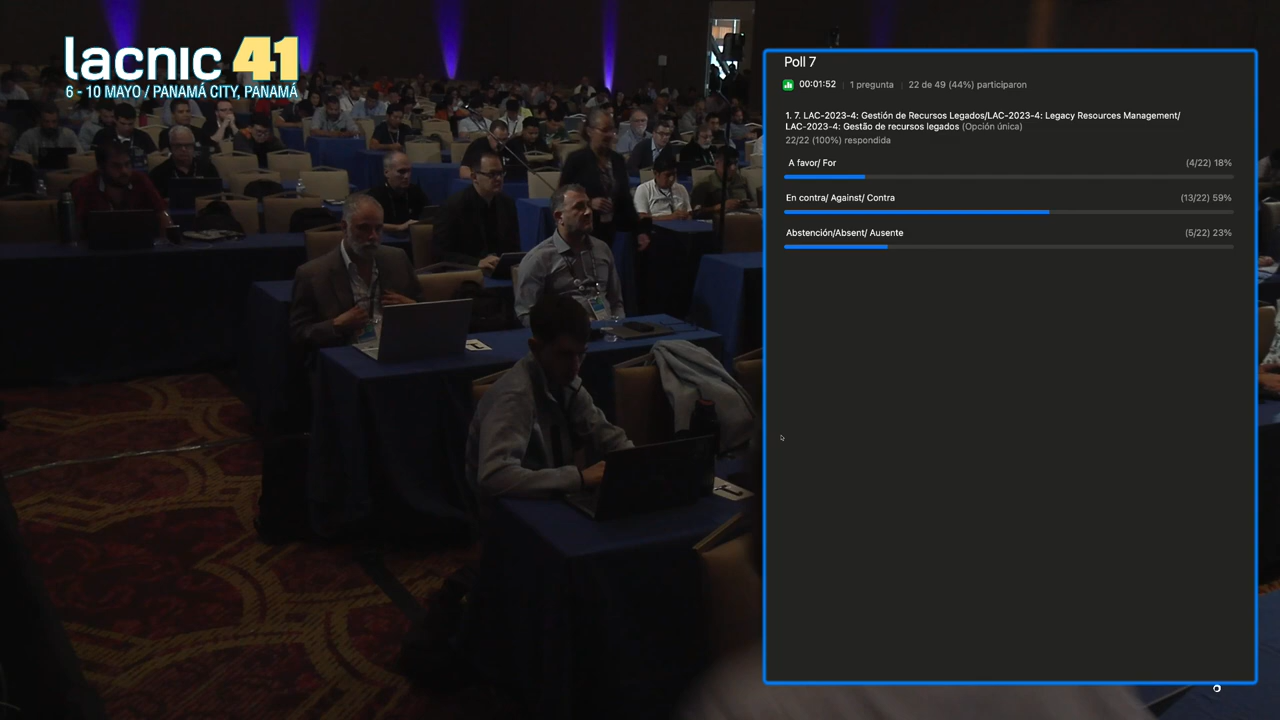 lacnic 41
6 - 10 MAYO / PANAMÁ CITY, PANAMÁ
Poll 7
00:01:52 | 1 pregunta | 22 de 49 (44%) participaron
1. 7. LAC-2023-4: Gestión de Recursos Legados/LAC-2023-4: Legacy Resources Management/
LAC-2023-4: Gestão de recursos legados (Opción única)
22/22 (100%) respondida
A favor/ For (4/22) 18%
En contra/ Against/ Contra (13/22) 59%
Abstención/Absent/ Ausente (5/22) 23%